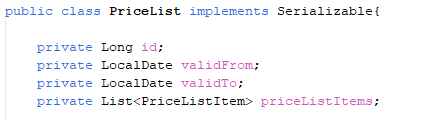 public class PriceList implements Serializable{
private Long id;
private LocalDate validFrom;
private LocalDate validTo;
private List<PriceListItem> priceListItems;